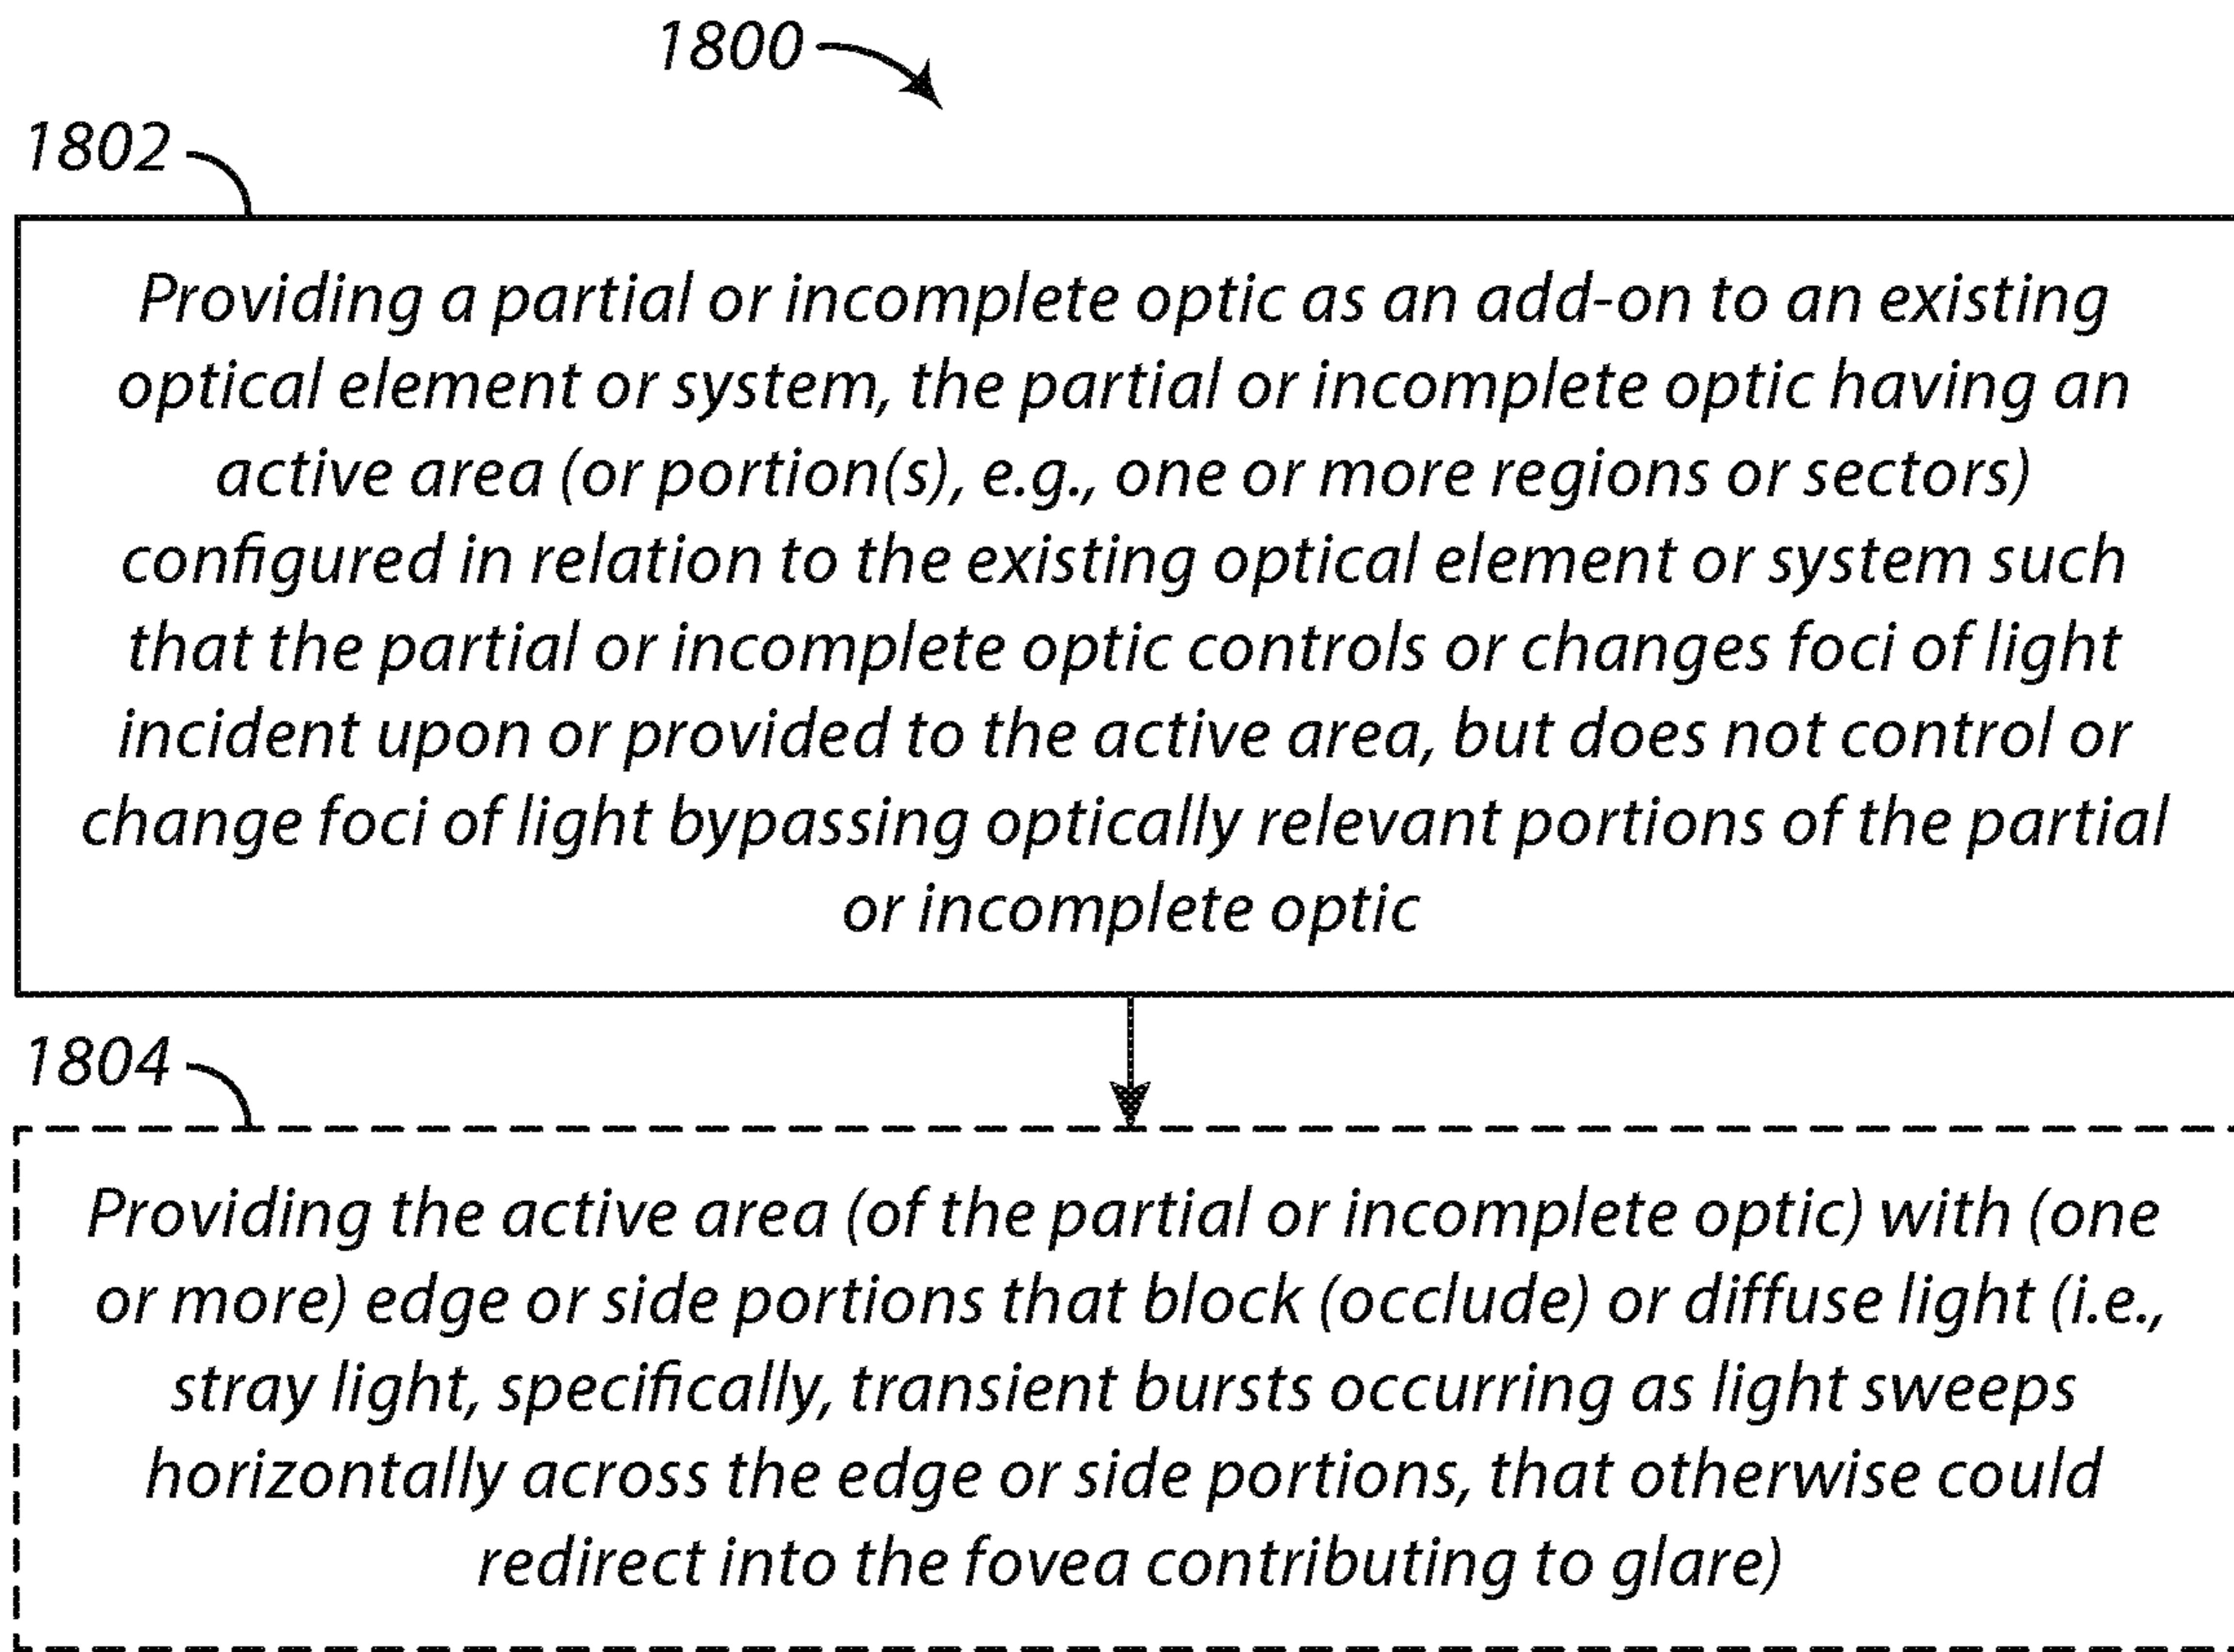 1800
1802
Providing a partial or incomplete optic as an add-on to an existing
optical element or system, the partial or incomplete optic having an
active area (or portion(s), e.g., one or more regions or sectors)
configured in relation to the existing optical element or system such
that the partial or incomplete optic controls or changes foci of light
incident upon or provided to the active area, but does not control or
change foci of light bypassing optically relevant portions of the partial
or incomplete optic
1804
Providing the active area (of the partial or incomplete optic) with (one
or more) edge or side portions that block (occlude) or diffuse light (i.e.,
stray light, specifically, transient bursts occurring as light sweeps
horizontally across the edge or side portions, that otherwise could
redirect into the fovea contributing to glare)